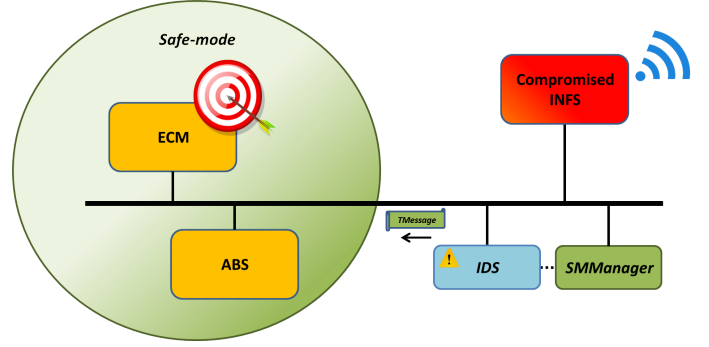 Safe-mode
Compromised
INFS
ECM
TMessage
ABS
!
IDS
SMManager